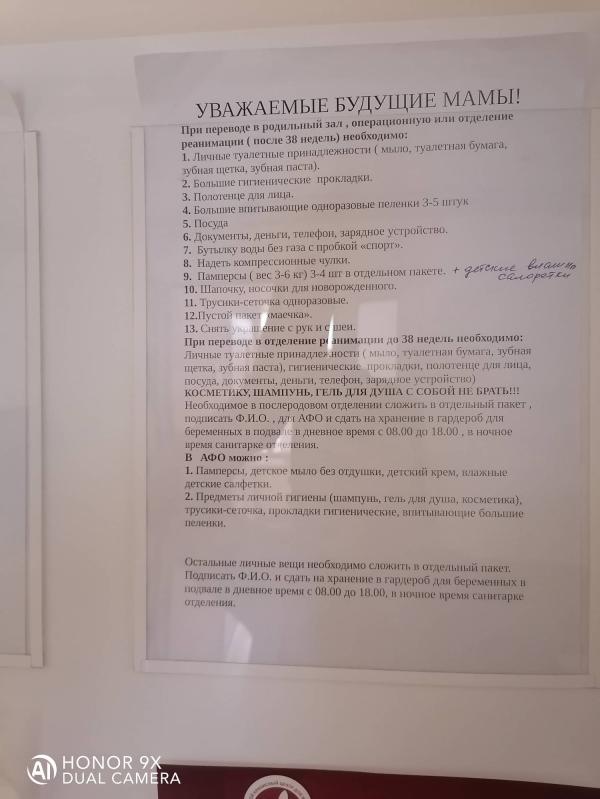 УВАЖАЕМЫЕ БУДУЩИЕ МАМЫ!
При переводе в родильный зал , операционную или отделение
реанимации ( после 38 недель) необходимо:
1. Личные туалетные принадлежности ( мыло, туалетная бумага,
зубная щетка, зубная паста).
2. Большие гигиенические прокладки.
3. Полотенце для лица.
4. Большие впитывающие одноразовые пеленки 3-5 штук
5. Посуда
6. Документы, деньги, телефон, зарядное устройство.
7. Бутылку воды без газа с пробкой «спорт».
8. Надеть компрессионные чулки.
9. Памперсы ( вес 3-6 кг) 3-4 шт в отдельном пакете. + детские влажн
салфетки
10. Шапочку, носочки для новорожденного.
11. Трусики-сеточка одноразовые.
12.Пустой пакет «маечка».
13. Снять украшение с рук и с шеи.
При переводе в отделение реанимации до 38 недель необходимо:
Личные туалетные принадлежности ( мыло, туалетная бумага, зубная
щетка, зубная паста), гигиенические прокладки, полотенце для лица,
посуда, документы, деньги, телефон, зарядное устройство)
КОСМЕТИКУ, ШАМПУНЬ, ГЕЛЬ ДЛЯ ДУША С СОБОЙ НЕ БРАТЬ!!!
Необходимое в послеродовом отделении сложить в отдельный пакет ,
подписать Ф.И.О. , для АФО и сдать на хранение в гардероб для
беременных в подвале в дневное время с 08.00 до 18.00 , в ночное
время санитарке отделения.
В АФО можно :
1. Памперсы, детское мыло без отдушки, детский крем, влажные
детские салфетки.
2. Предметы личной гигиены (шампунь, гель для душа, косметика),
трусики-сеточка, прокладки гигиенические, впитывающие большие
пеленки.
Остальные личные вещи необходимо сложить в отдельный пакет.
Подписать Ф.И.О. и сдать на хранение в гардероб для беременных в
подвале в дневное время с 08.00 до 18.00, в ночное время санитарке
отделения.
HONOR 9X
DUAL CAMERA